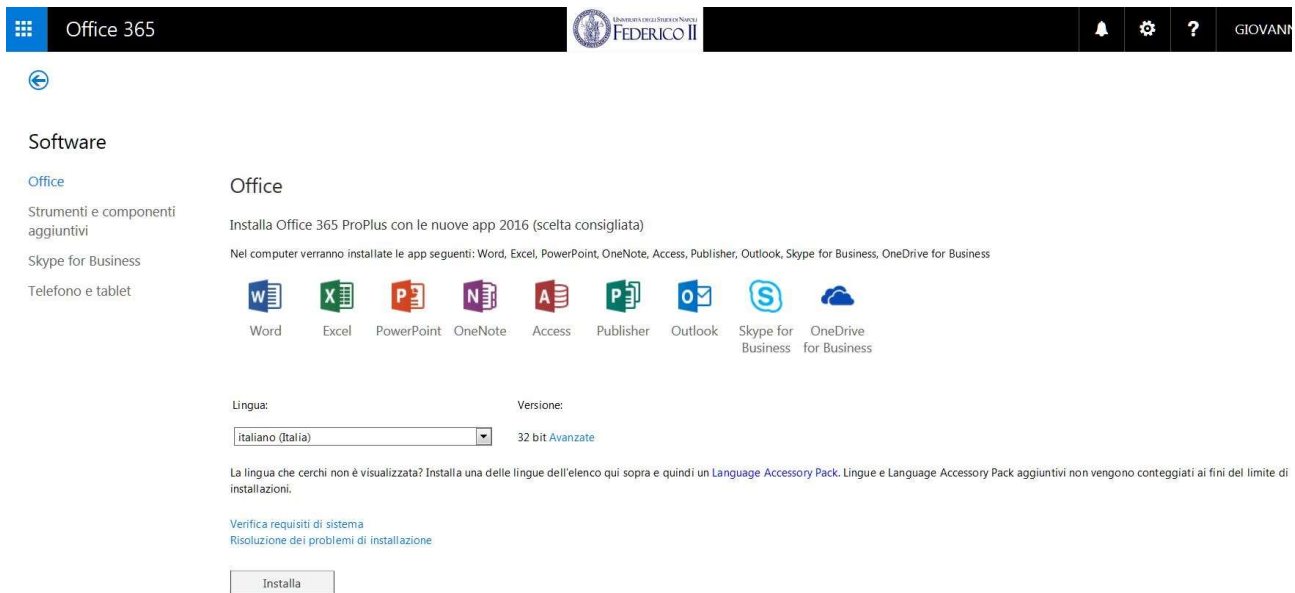 Office 365
UNIVERSITÀ DEGLI STUDI DI NAPOLI
FEDERICO II
?
GIOVANN
Software
Office
Strumenti e componenti
aggiuntivi
Skype for Business
Telefono e tablet
Office
Installa Office 365 ProPlus con le nuove app 2016 (scelta consigliata)
Nel computer verranno installate le app seguenti: Word, Excel, PowerPoint, OneNote, Access, Publisher, Outlook, Skype for Business, OneDrive for Business
W X P N A P O S
Word Excel PowerPoint OneNote Access Publisher Outlook Skype for OneDrive
Business for Business
Lingua: Versione:
italiano (Italia) 32 bit Avanzate
La lingua che cerchi non è visualizzata? Installa una delle lingue dell'elenco qui sopra e quindi un Language Accessory Pack. Lingue e Language Accessory Pack aggiuntivi non vengono conteggiati ai fini del limite di
installazioni.
Verifica requisiti di sistema
Risoluzione dei problemi di installazione
Installa